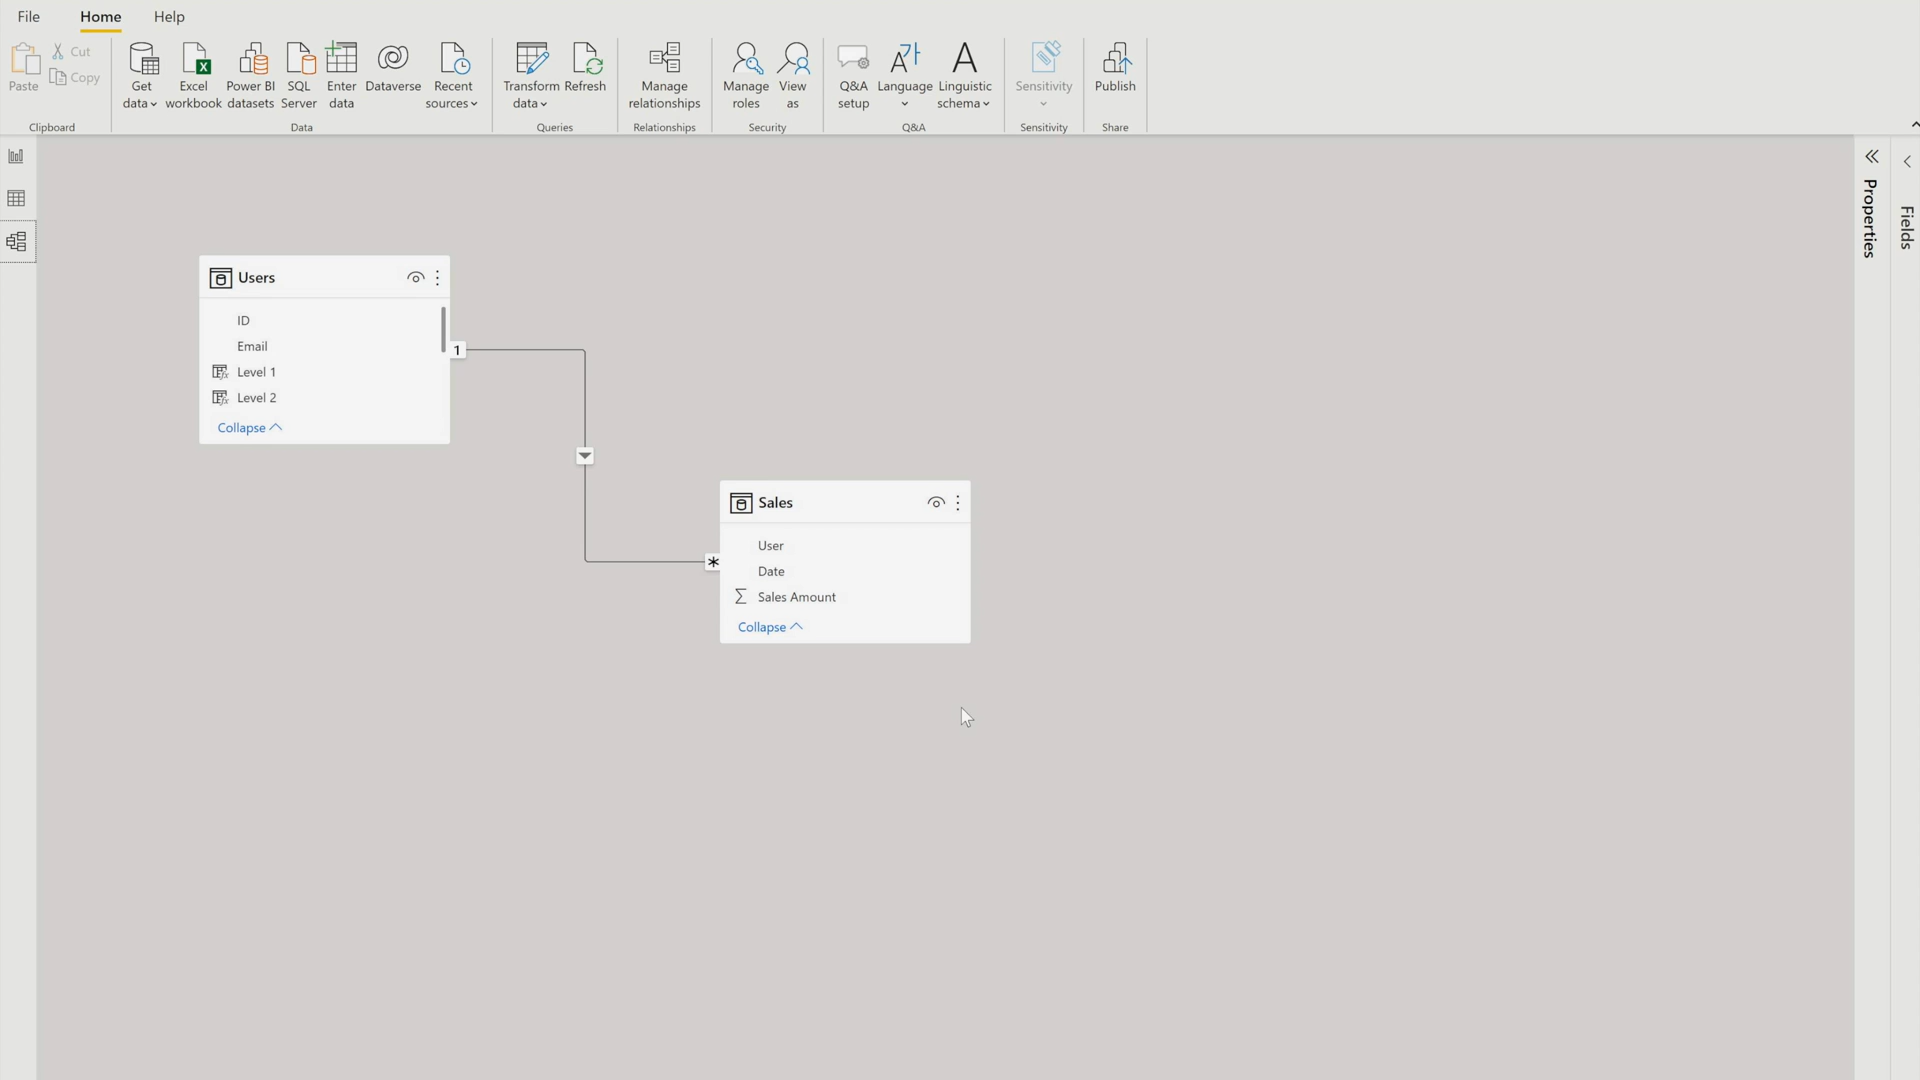 File Home Help
Paste
Cut
Copy
Clipboard
Get data
Excel workbook
Power BI datasets
SQL Server
Enter data
Dataverse
Recent sources
Data
Transform data
Refresh
Queries
Manage relationships
Relationships
Manage roles
View as
Security
Q&A setup
Language
Linguistic schema
Q&A
Sensitivity
Sensitivity
Publish
Share
Properties
Fields
Users
ID
Email
Level 1
Level 2
Collapse
1
*
Sales
User
Date
Sales Amount
Collapse